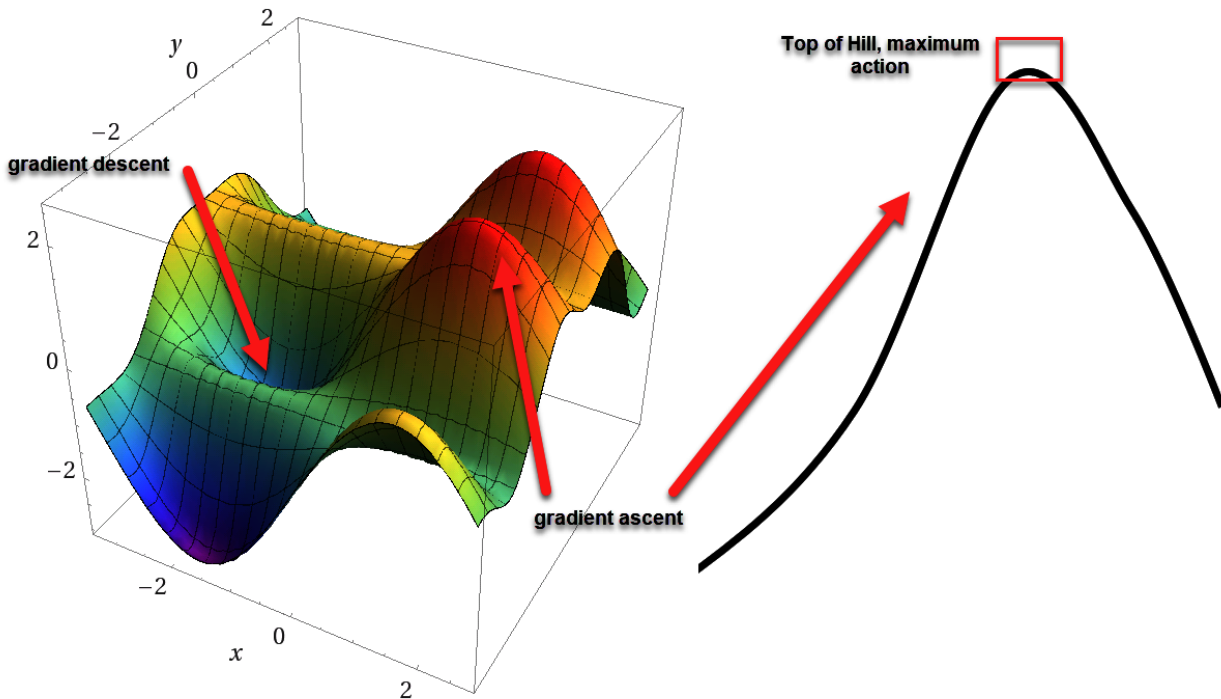 2
y
0
−2
gradient descent
2
0
−2
−2
x
0
2
gradient ascent
Top of Hill, maximum
action